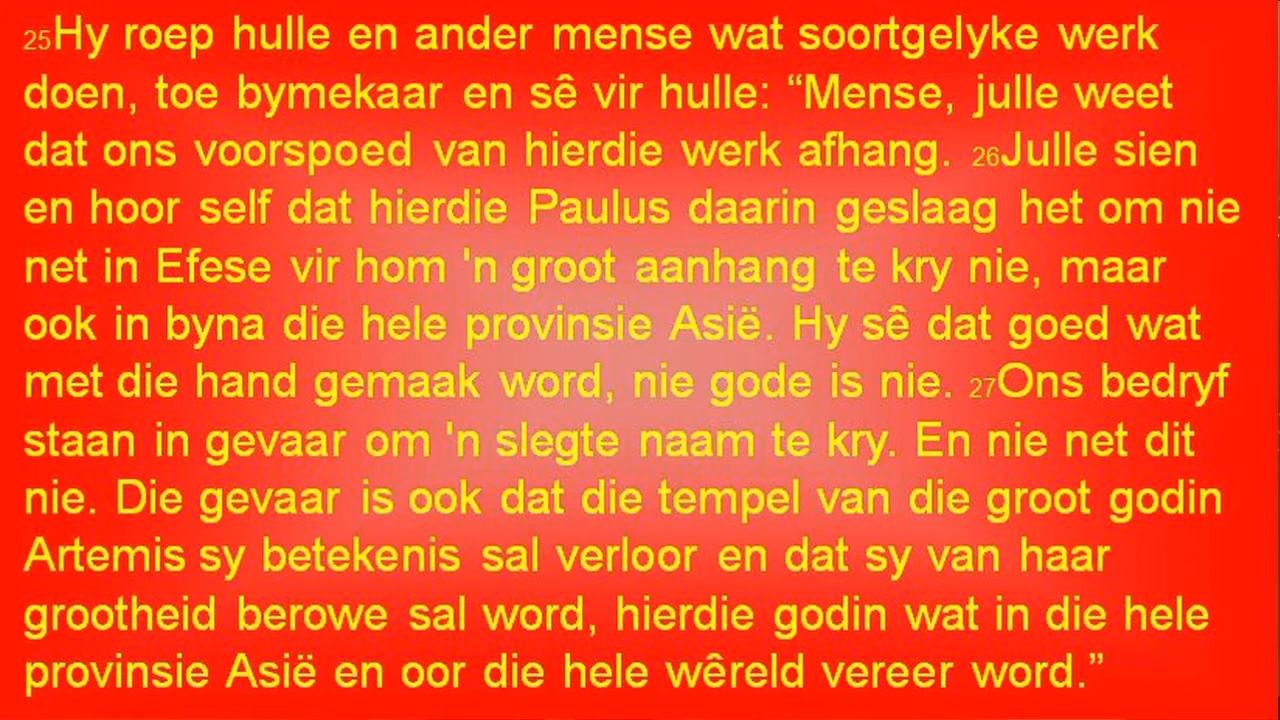 25Hy roep hulle en ander mense wat soortgelyke werk
doen, toe bymekaar en sê vir hulle: “Mense, julle weet
dat ons voorspoed van hierdie werk afhang. 26Julle sien
en hoor self dat hierdie Paulus daarin geslaag het om nie
net in Efese vir hom 'n groot aanhang te kry nie, maar
ook in byna die hele provinsie Asië. Hy sê dat goed wat
met die hand gemaak word, nie gode is nie. 27Ons bedryf
staan in gevaar om 'n slegte naam te kry. En nie net dit
nie. Die gevaar is ook dat die tempel van die groot godin
Artemis sy betekenis sal verloor en dat sy van haar
grootheid berowe sal word, hierdie godin wat in die hele
provinsie Asië en oor die hele wêreld vereer word.”